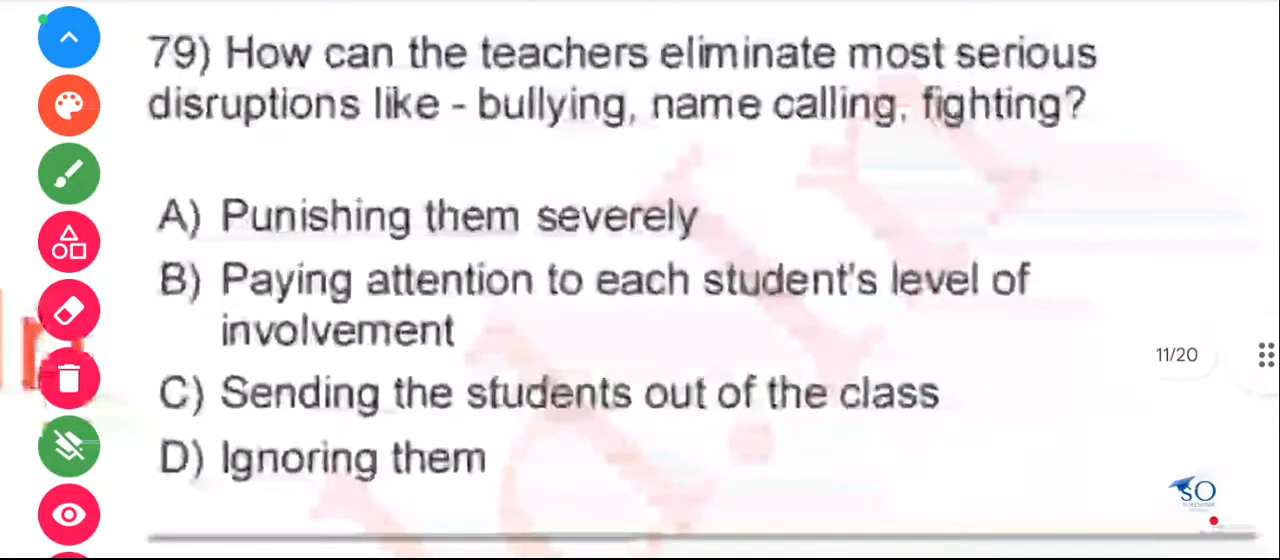 79) How can the teachers eliminate most serious
disruptions like - bullying, name calling, fighting?
A) Punishing them severely
B) Paying attention to each student's level of
involvement
C) Sending the students out of the class
D) Ignoring them
11/20
SO